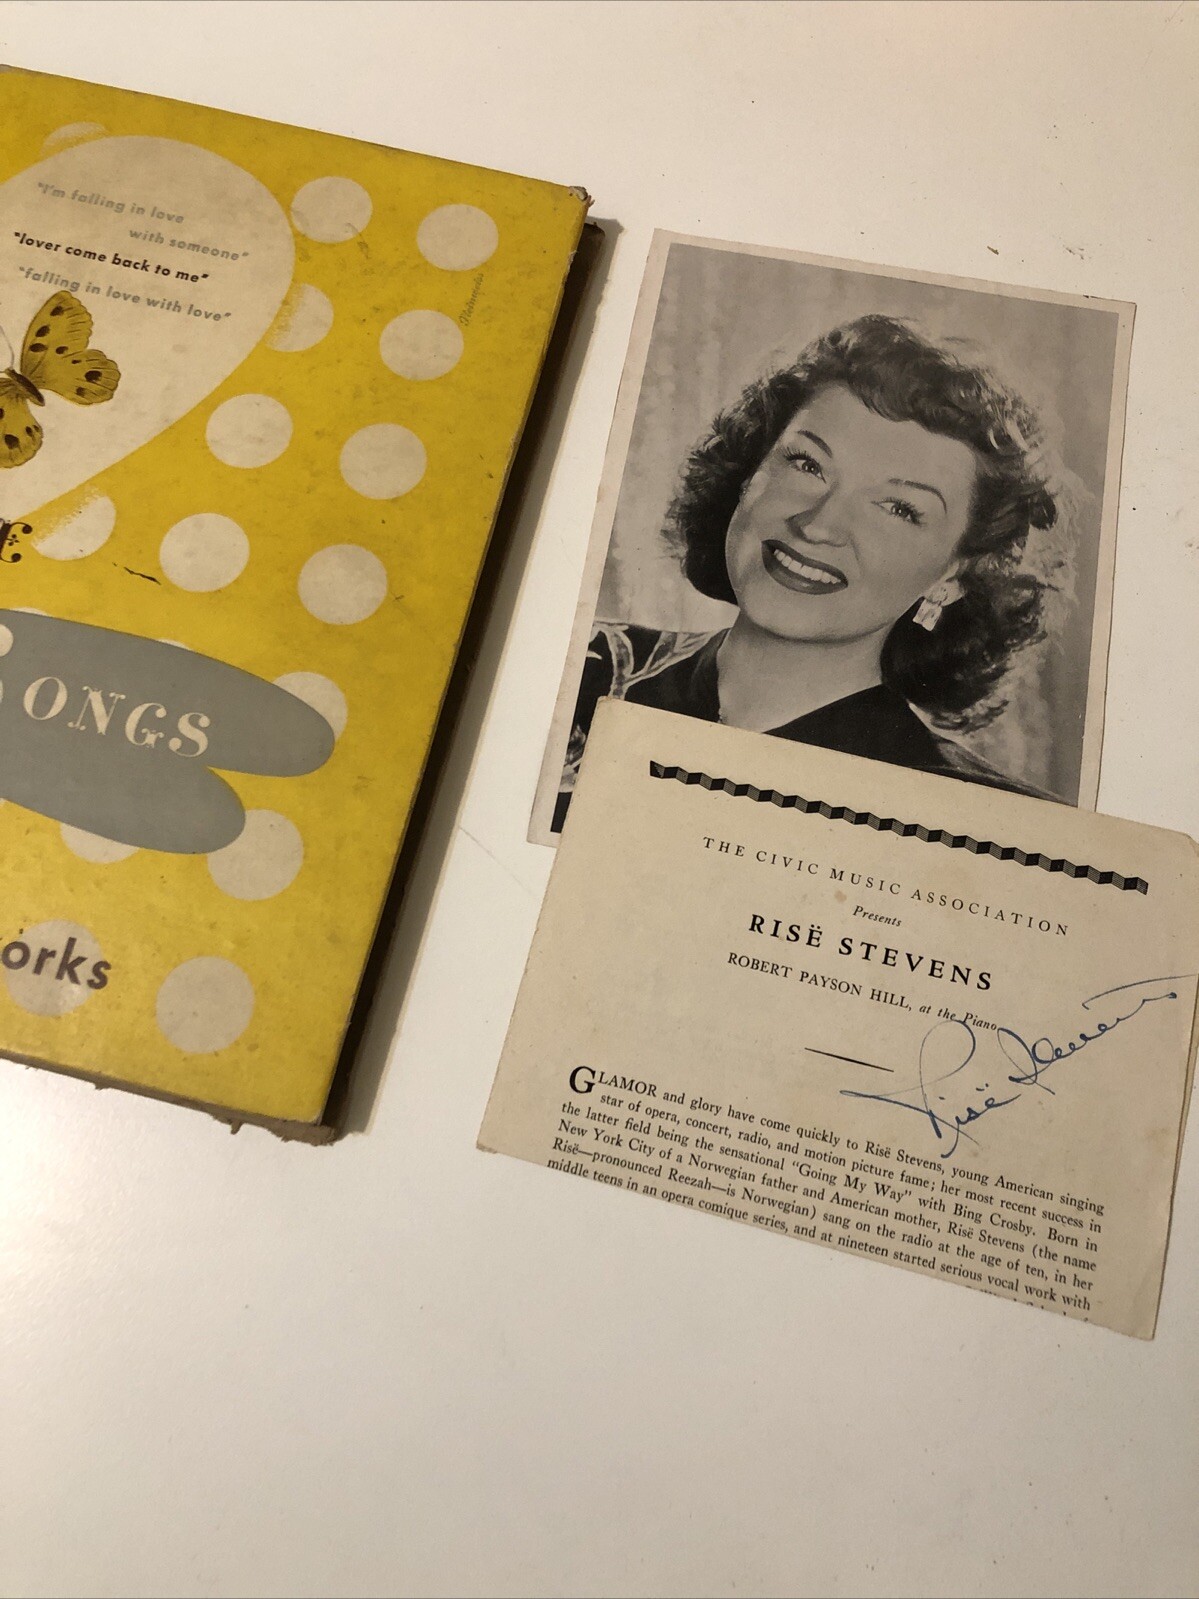 "I'm falling in love
with someone"
"lover come back to me"
"falling in love with love"
ONGS
orks
THE CIVIC MUSIC ASSOCIATION
Presents
RISË STEVENS
ROBERT PAYSON HILL, at the Piano
Risë Stevens
GLAMOR and glory have come quickly to Risë Stevens, young American singing
star of opera, concert, radio, and motion picture fame; her most recent success in
the latter field being the sensational "Going My Way" with Bing Crosby. Born in
New York City of a Norwegian father and American mother, Risë Stevens (the name
Risë—pronounced Reezah—is Norwegian) sang on the radio at the age of ten, in her
middle teens in an opera comique series, and at nineteen started serious vocal work with